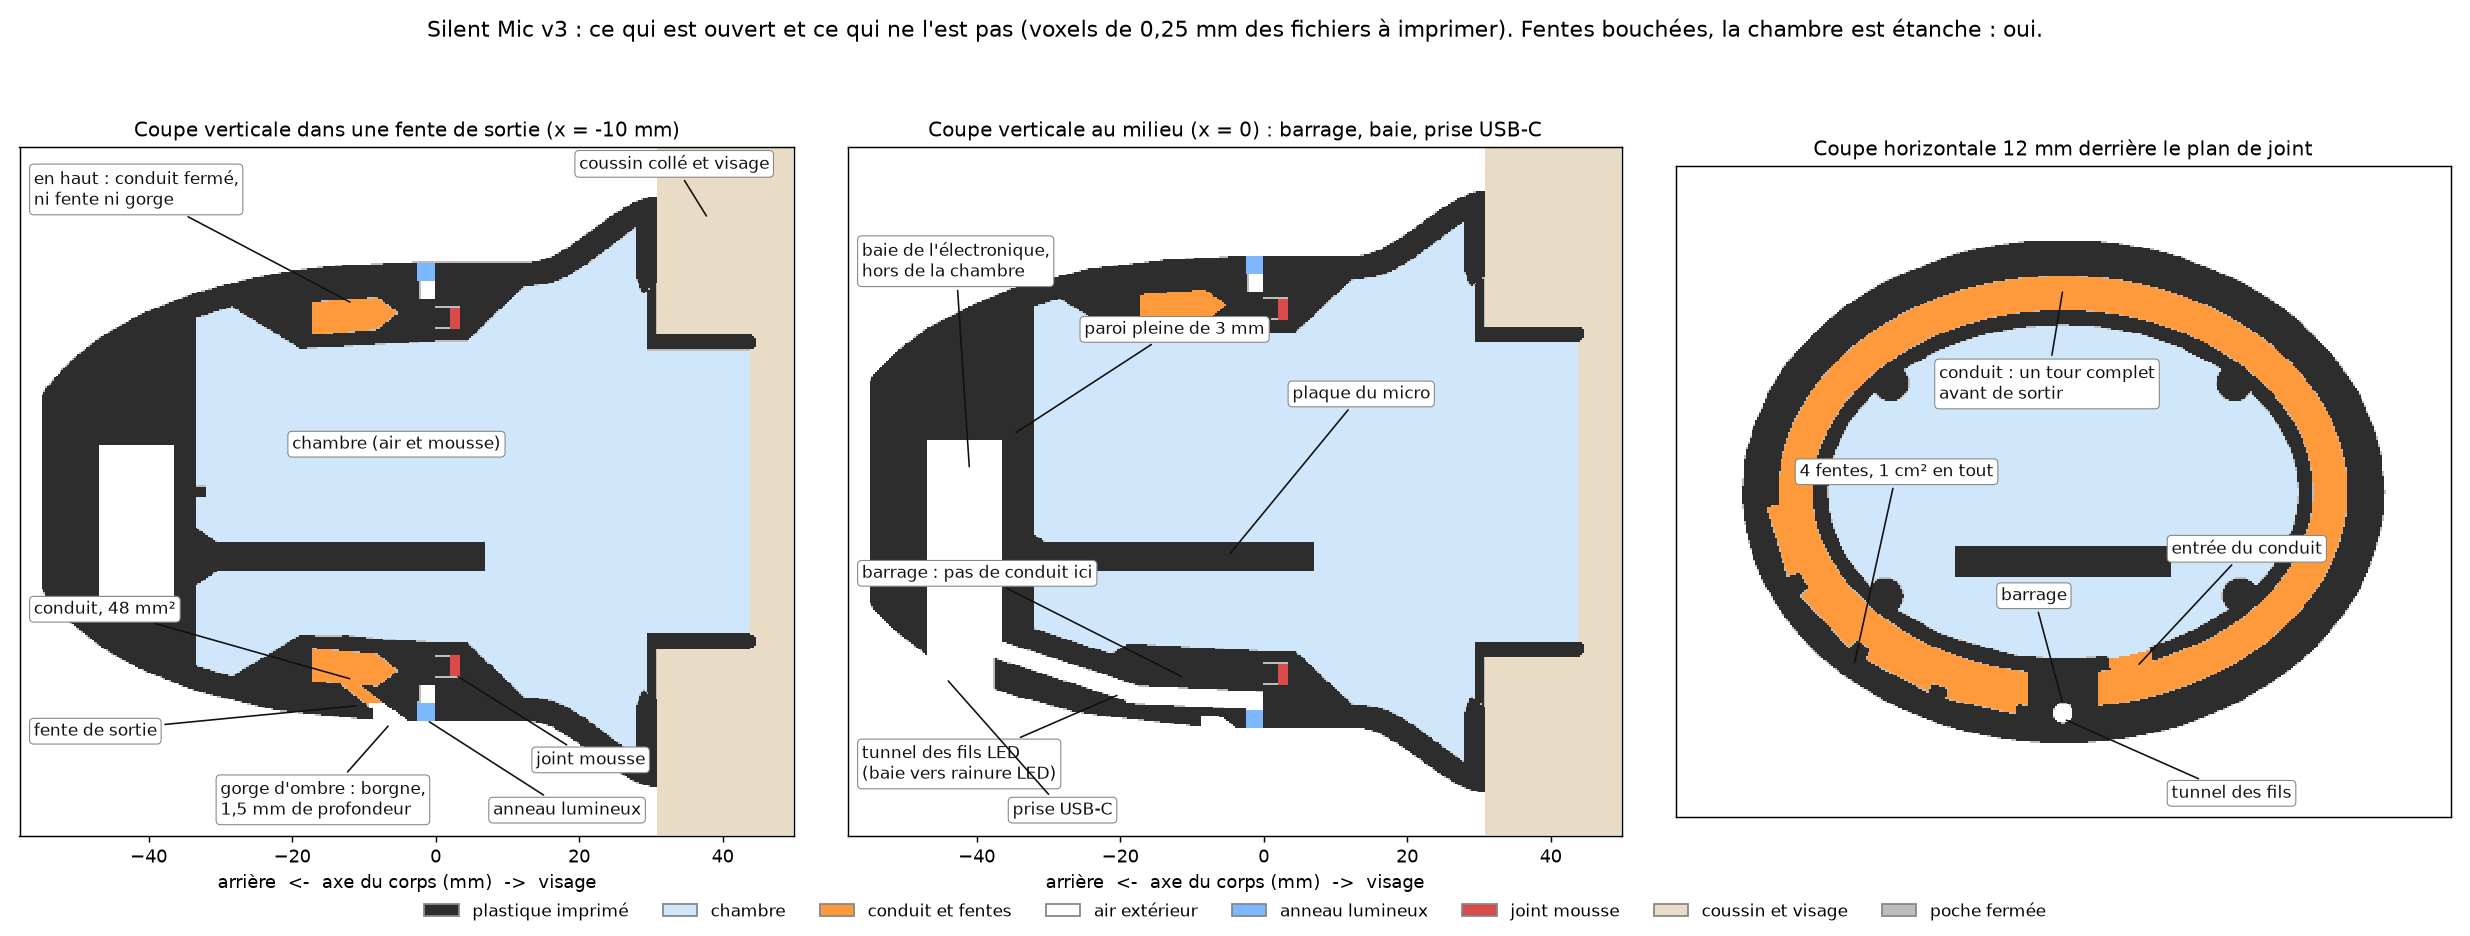 Silent Mic v3 : ce qui est ouvert et ce qui ne l'est pas (voxels de 0,25 mm des fichiers à imprimer). Fentes bouchées, la chambre est étanche : oui.
Coupe verticale dans une fente de sortie (x = -10 mm)
en haut : conduit fermé,
ni fente ni gorge
coussin collé et visage
chambre (air et mousse)
conduit, 48 mm²
fente de sortie
gorge d'ombre : borgne,
1,5 mm de profondeur
joint mousse
anneau lumineux
−40 −20 0 20 40
arrière <- axe du corps (mm) -> visage
Coupe verticale au milieu (x = 0) : barrage, baie, prise USB-C
baie de l'électronique,
hors de la chambre
paroi pleine de 3 mm
plaque du micro
barrage : pas de conduit ici
tunnel des fils LED
(baie vers rainure LED)
prise USB-C
−40 −20 0 20 40
arrière <- axe du corps (mm) -> visage
Coupe horizontale 12 mm derrière le plan de joint
conduit : un tour complet
avant de sortir
4 fentes, 1 cm² en tout
entrée du conduit
barrage
tunnel des fils
plastique imprimé
chambre
conduit et fentes
air extérieur
anneau lumineux
joint mousse
coussin et visage
poche fermée